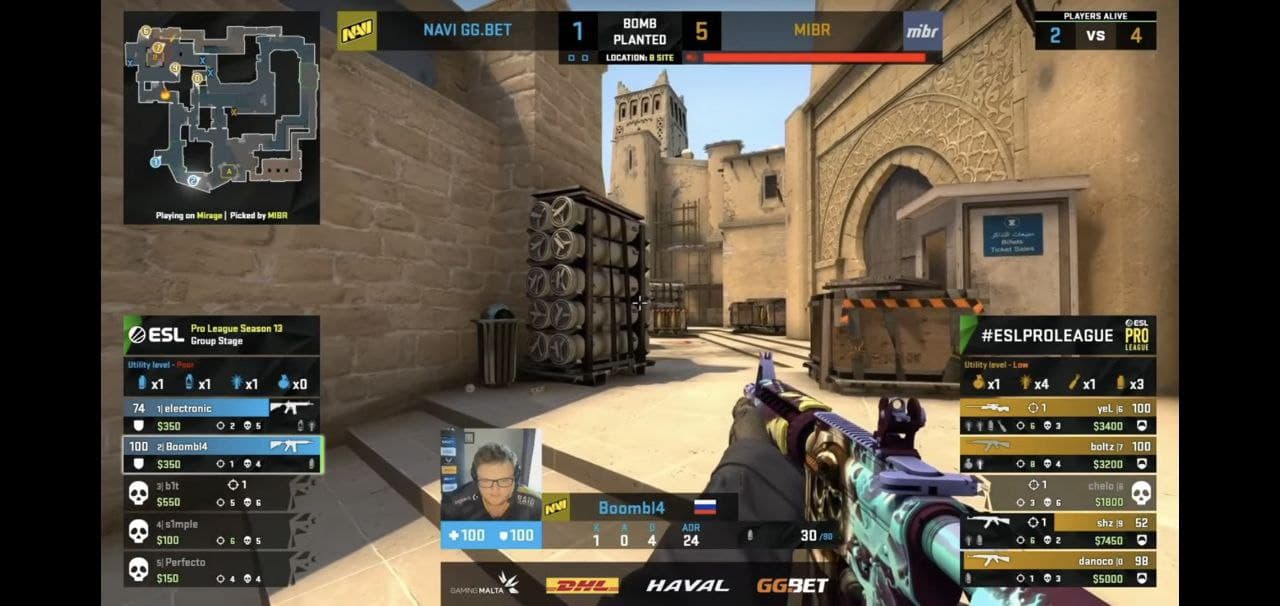 NAVI GG.BET
1
BOMB
PLANTED
LOCATION: B SITE
5
MIBR
mibr
PLAYERS ALIVE
2 VS 4
A
Playing on Mirage | Picked by MIBR
ESL
Pro League Season 13
Group Stage
Utility level - Poor
x1 x1 x1 x0
74 1| electronic
$350 2 5
100 2| Boombl4
$350 1 4
3| b1t 1
$550 5 6
4| s1mple
$100 6 5
5| Perfecto
$150 4 4
Billets
Ticket Sales
#ESLPROLEAGUE
ESL
PRO
LEAGUE
Utility level - Low
x1 x4 x1 x3
1 yel |6 100
6 3 $3400
boltz |7 100
8 4 $3200
1 chelo |8
3 6 $1800
1 shz |9 52
6 2 $7450
danoco |0 98
1 3 $5000
NAVI
Boombl4
100 100
K A D ADR
1 0 4 24
30 /90
GAMING MALTA
DHL
HAVAL
GGBET